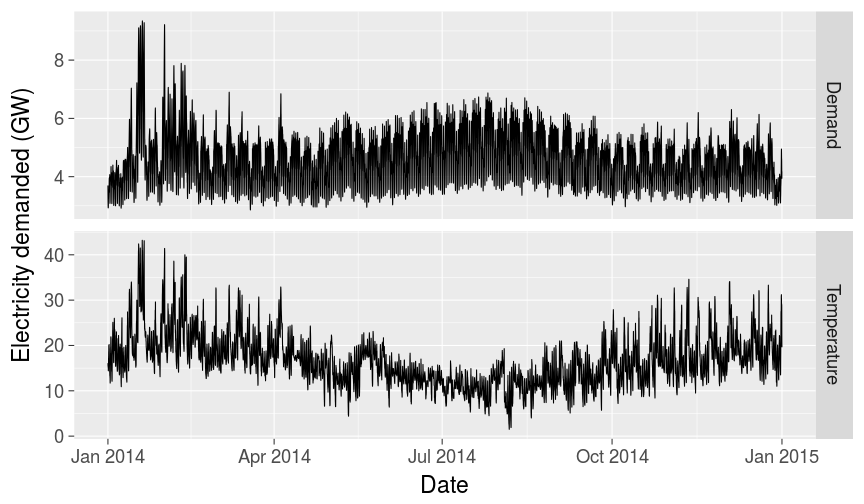 Electricity demanded (GW)
8
6
4
Demand
40
30
20
10
0
Temperature
Jan 2014
Apr 2014
Jul 2014
Oct 2014
Jan 2015
Date